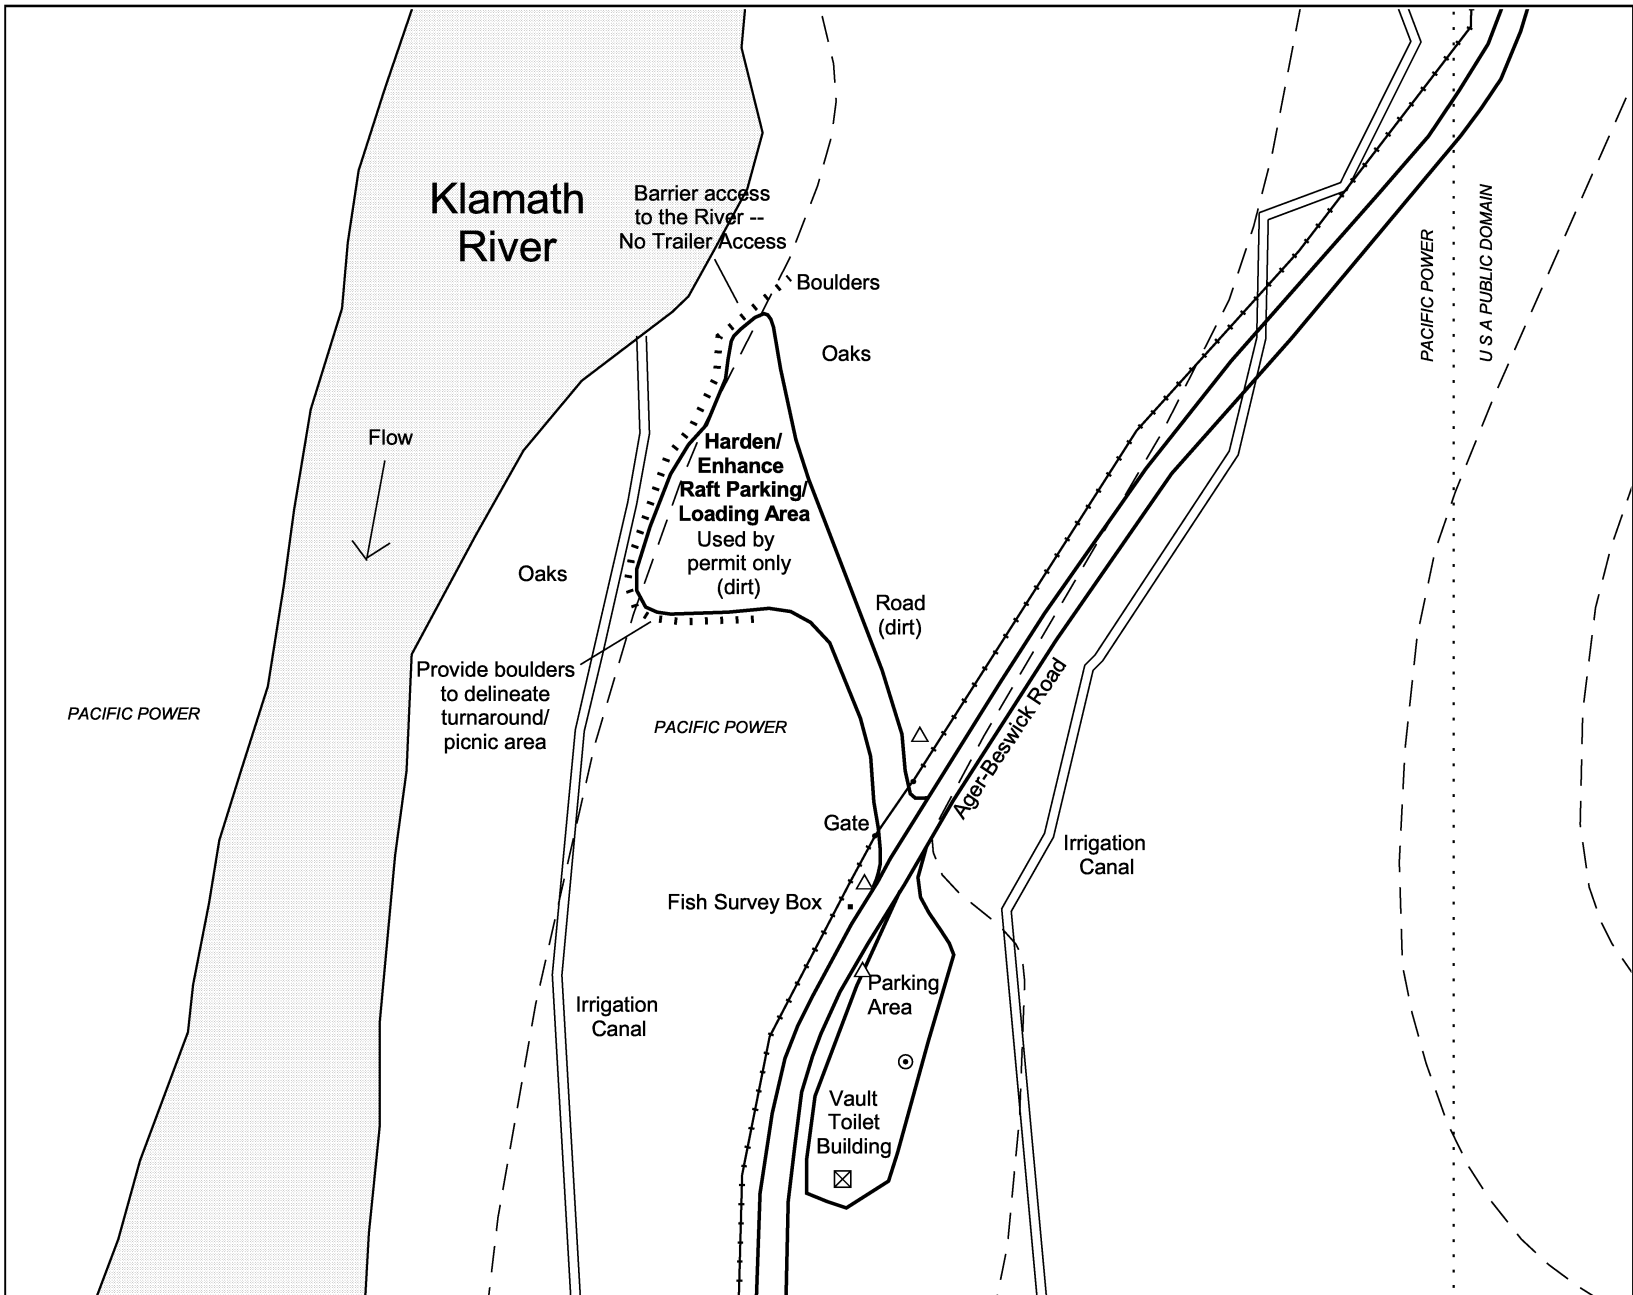 Klamath
River
Barrier access
to the River --
No Trailer Access
Boulders
Oaks
PACIFIC POWER
U S A PUBLIC DOMAIN
Flow
Harden/
Enhance
Raft Parking/
Loading Area
Used by
permit only
(dirt)
Oaks
Road
(dirt)
Provide boulders
to delineate
turnaround/
picnic area
PACIFIC POWER
PACIFIC POWER
Ager-Beswick Road
Gate
Irrigation
Canal
Fish Survey Box
Parking
Area
Irrigation
Canal
Vault
Toilet
Building